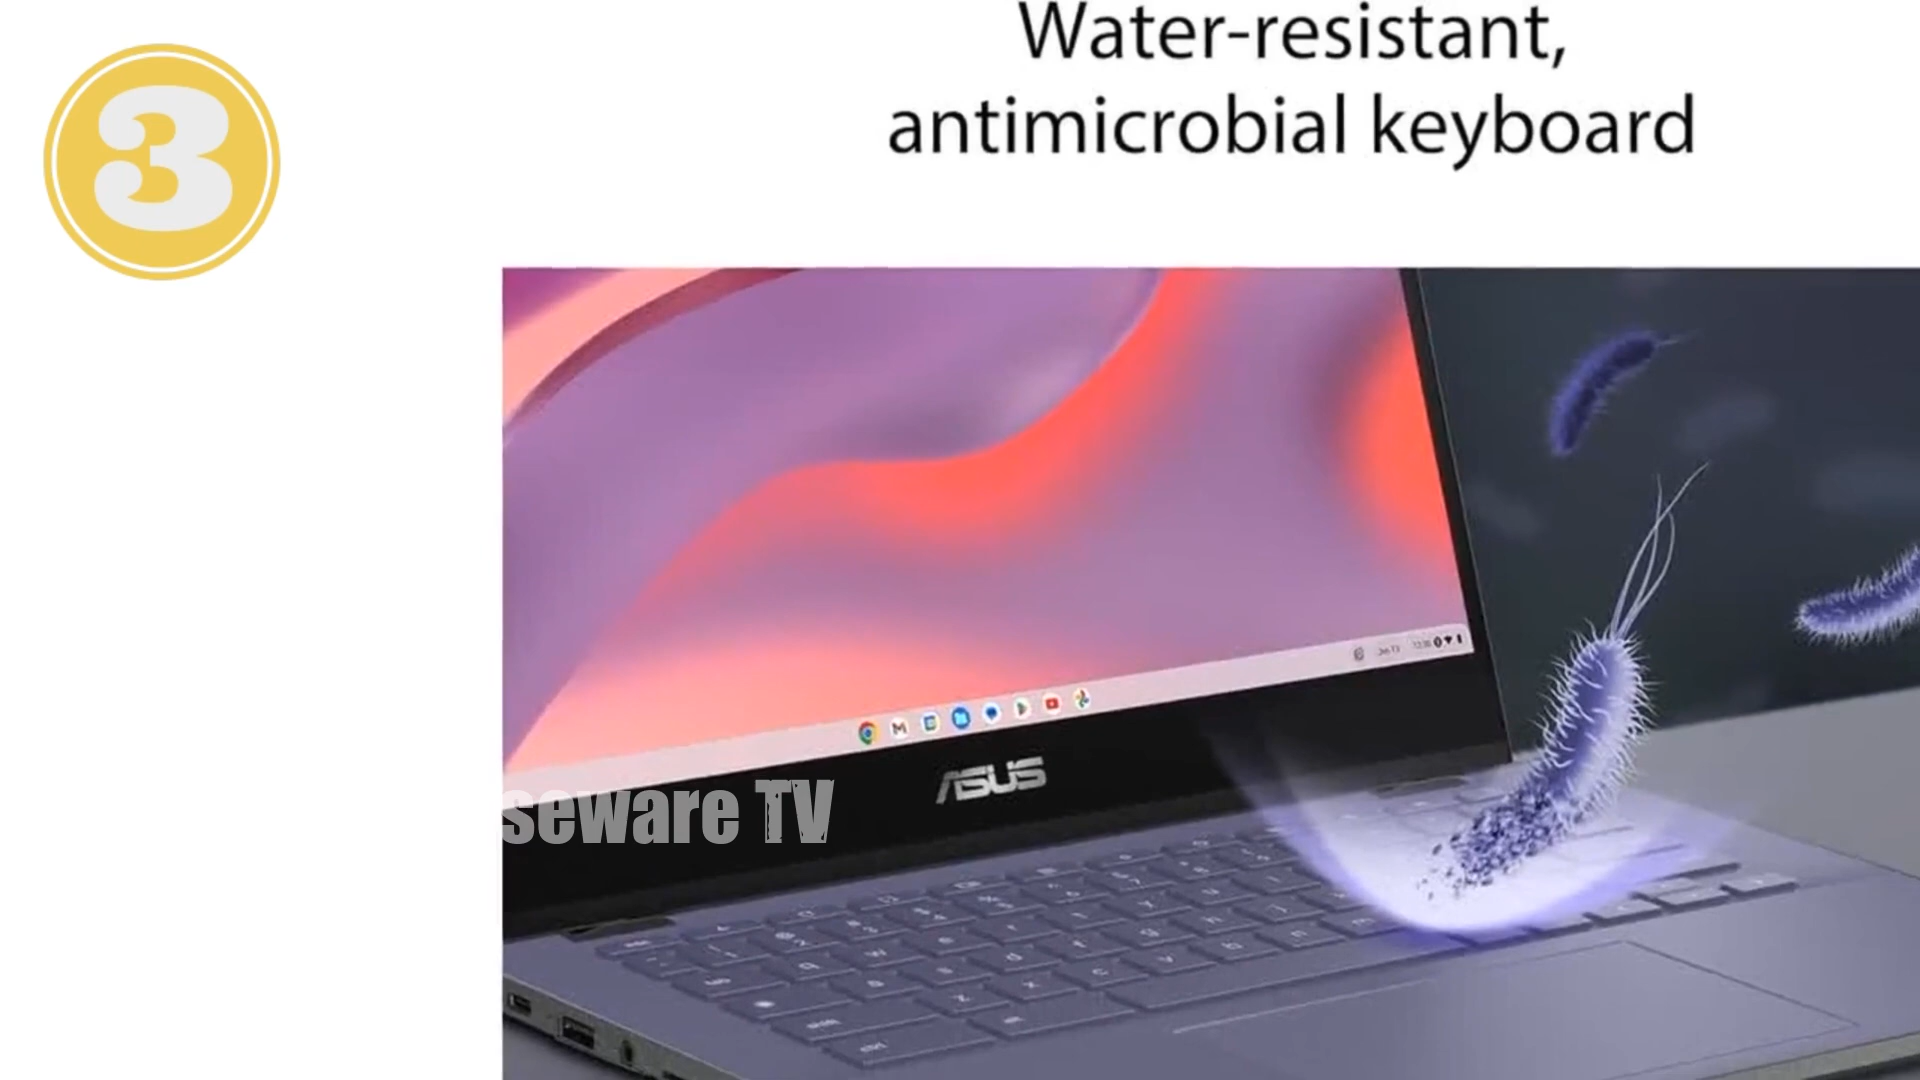 3
Water-resistant,
antimicrobial keyboard
ASUS
seware TV